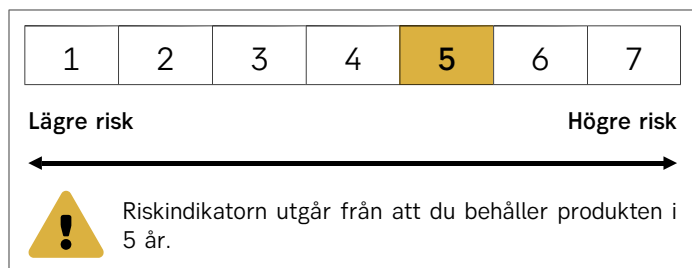 1 2 3 4 5 6 7
Lägre risk Högre risk
Riskindikatorn utgår från att du behåller produkten i
5 år.